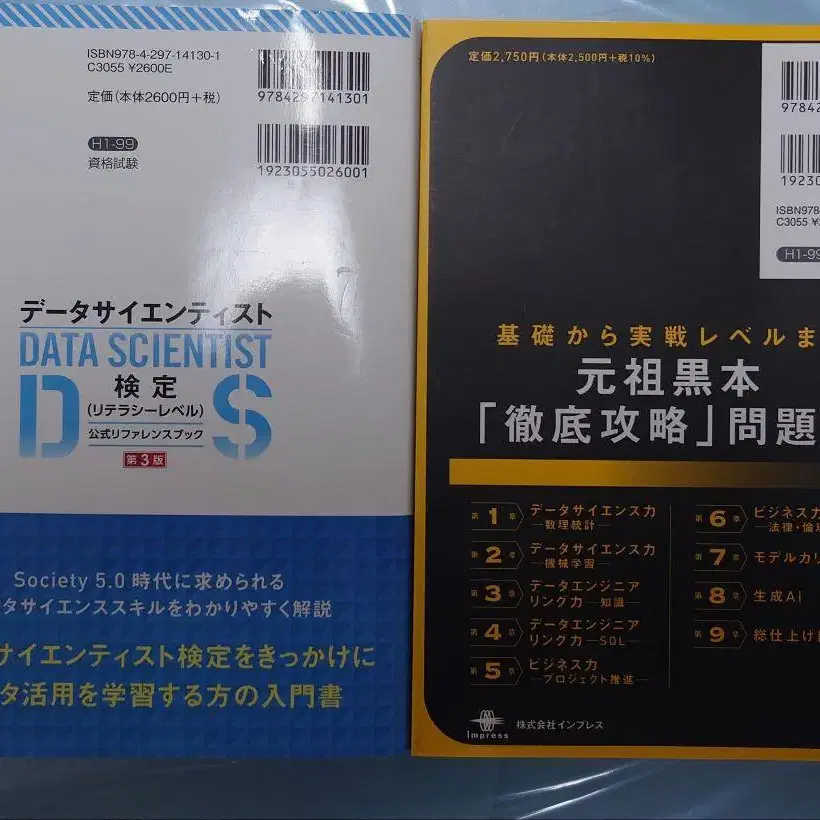 ISBN978-4-297-14130-1
C3055 ¥2600E
定価(本体2600円+税)
H1-99
資格試験
9784297141301
1923055026001
データサイエンティスト
DATA SCIENTIST
DS
検定
(リテラシーレベル)
公式リファレンスブック
第3版
Society 5.0 時代に求められる
タサイエンススキルをわかりやすく解説
サイエンティスト検定をきっかけに
タ活用を学習する方の入門書
定価2,750円(本体2,500円+税10%)
97842
19230
ISBN978
C3055 ¥2
H1-99
基礎から実戦レベルま
元祖黒本
「徹底攻略」問題
第1章 データサイエンス力
―数理統計―
第2章 データサイエンス力
―機械学習―
第3章 データエンジニア
リング力―知識―
第4章 データエンジニア
リング力―SQL―
第5章 ビジネス力
―プロジェクト推進―
第6章 ビジネス力
―法律・倫理
第7章 モデルカリ
第8章 生成AI
第9章 総仕上げ
impress
株式会社インプレス